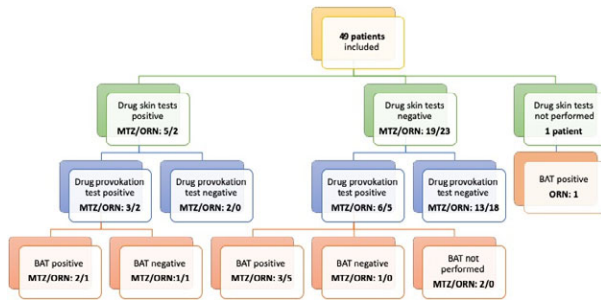 49 patients
included
Drug skin tests
positive
MTZ/ORN: 5/2
Drug skin tests
negative
MTZ/ORN: 19/23
Drug skin tests
not performed
1 patient
Drug provokation
test positive
MTZ/ORN: 3/2
Drug provokation
test negative
MTZ/ORN: 2/0
Drug provokation
test positive
MTZ/ORN: 6/5
Drug provokation
test negative
MTZ/ORN: 13/18
BAT positive
ORN: 1
BAT positive
MTZ/ORN: 2/1
BAT negative
MTZ/ORN:1/1
BAT positive
MTZ/ORN: 3/5
BAT negative
MTZ/ORN: 1/0
BAT not
performed
MTZ/ORN: 2/0